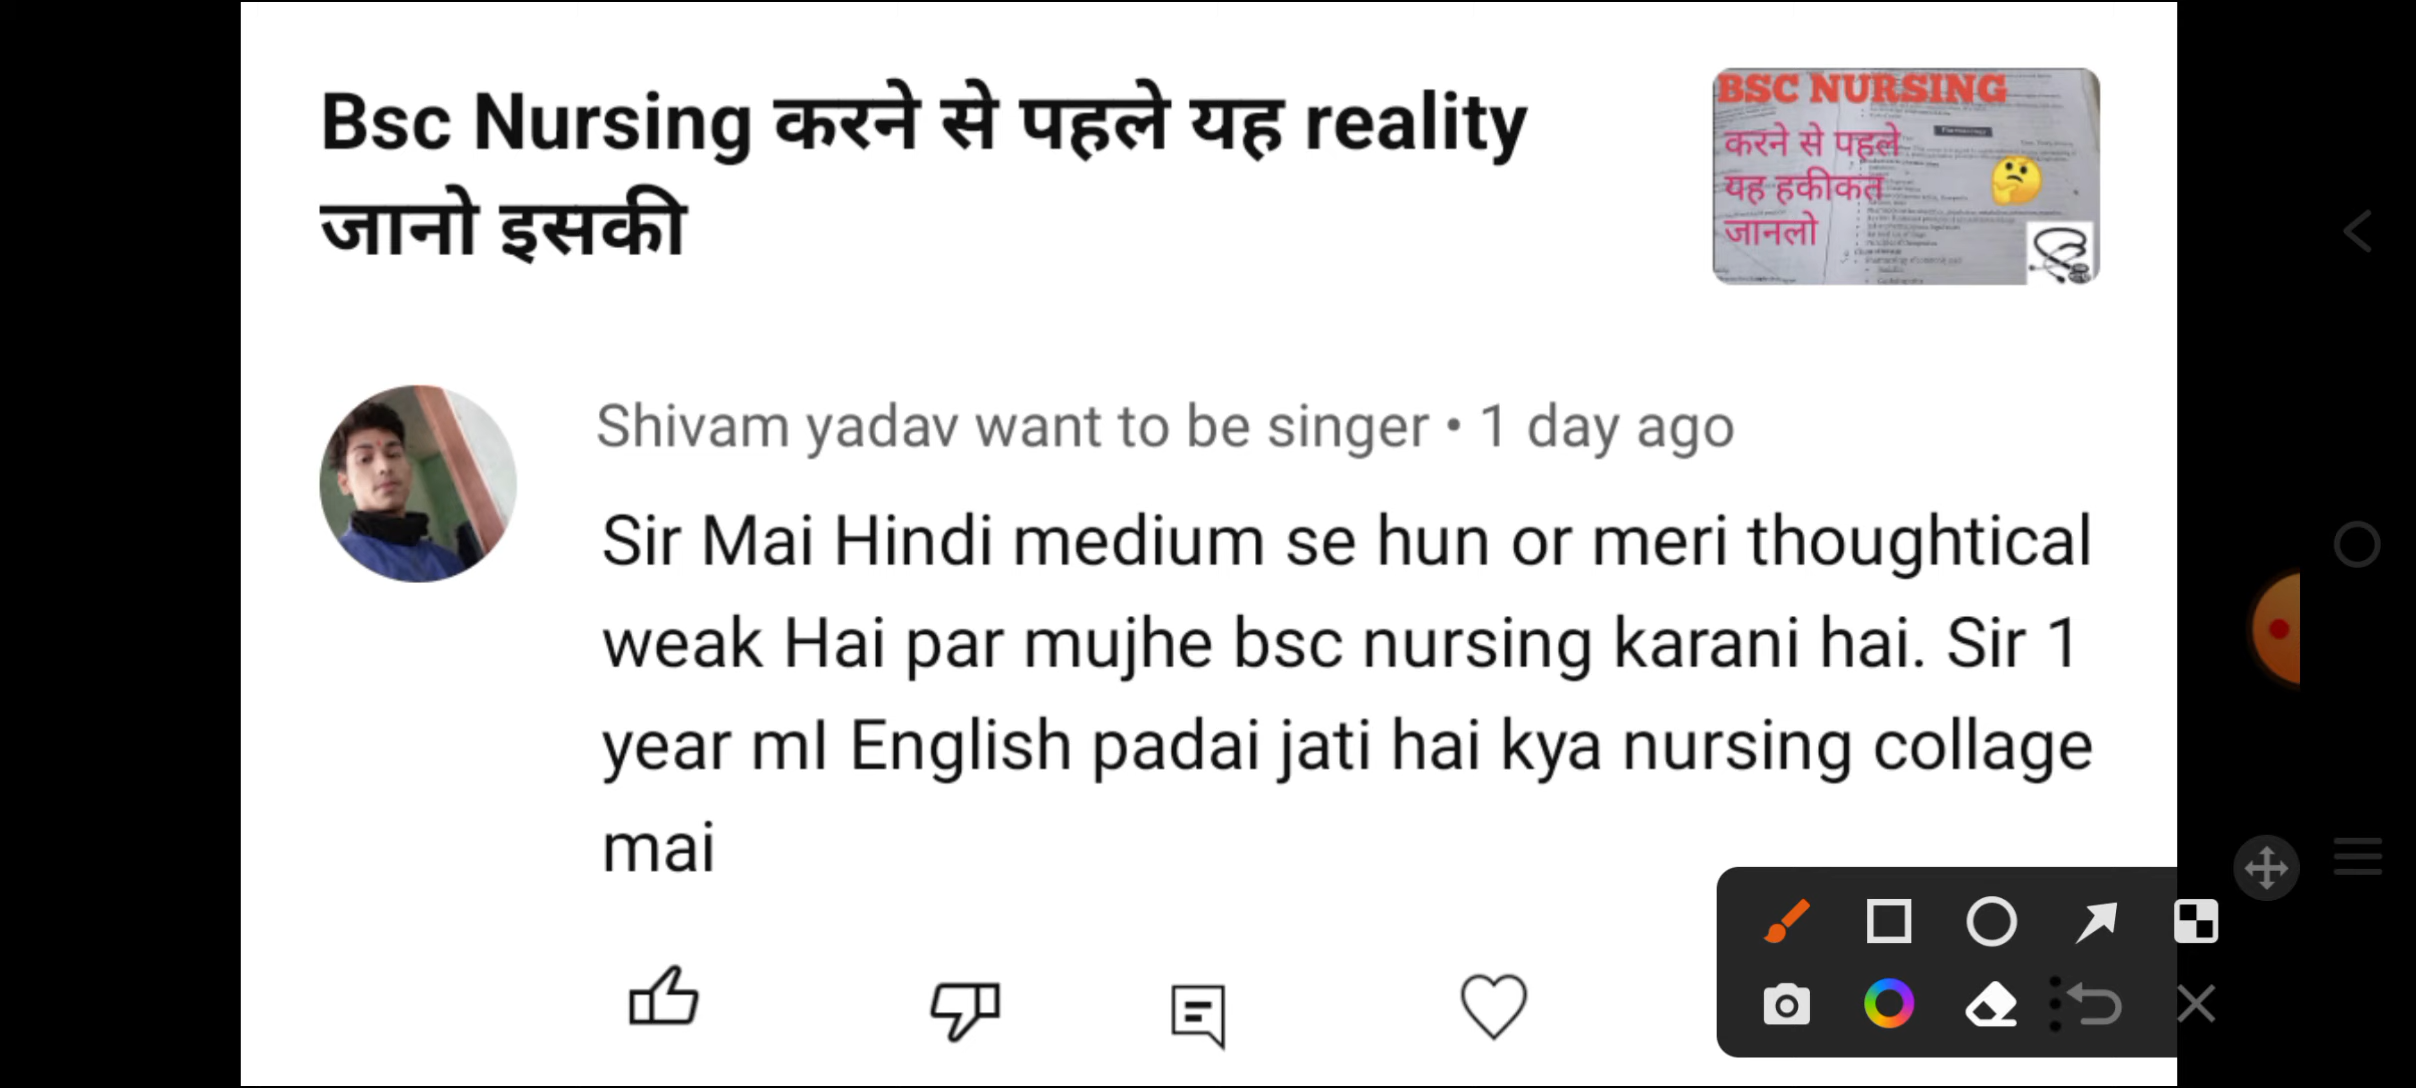 Bsc Nursing करने से पहले यह reality
जानो इसकी
BSC NURSING
करने से पहले
यह हकीकत
जानलो
Shivam yadav want to be singer • 1 day ago
Sir Mai Hindi medium se hun or meri thoughtical
weak Hai par mujhe bsc nursing karani hai. Sir 1
year ml English padai jati hai kya nursing collage
mai